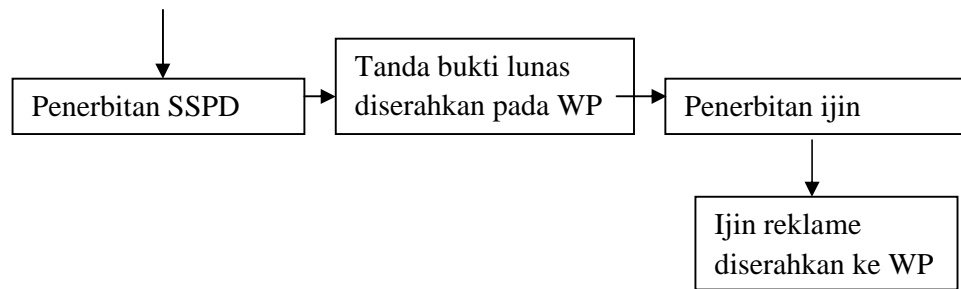 Penerbitan SSPD
Tanda bukti lunas
diserahkan pada WP
Penerbitan ijin
Ijin reklame
diserahkan ke WP